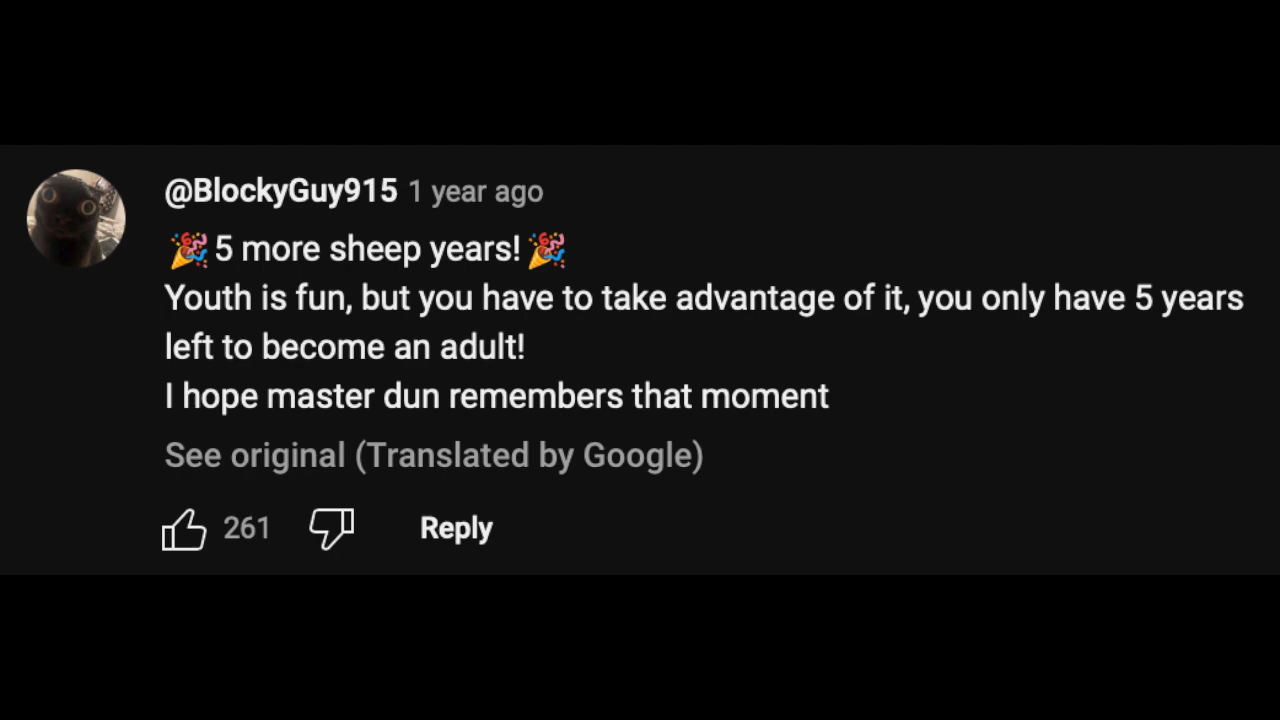 @BlockyGuy915 1 year ago
🎉 5 more sheep years! 🎉
Youth is fun, but you have to take advantage of it, you only have 5 years
left to become an adult!
I hope master dun remembers that moment
See original (Translated by Google)
261 Reply